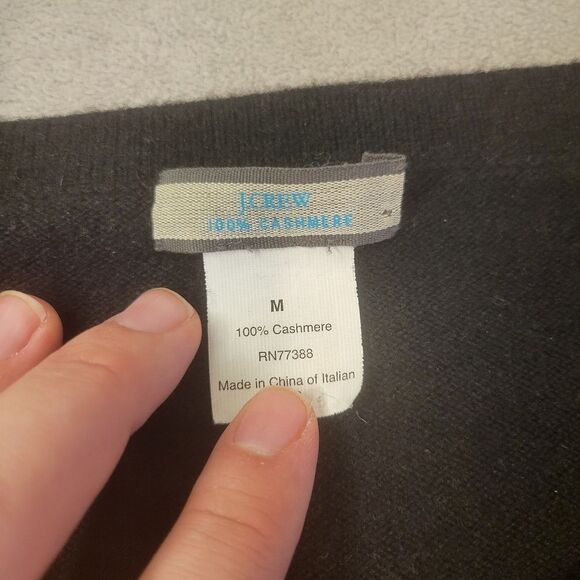 J.CREW
100% CASHMERE
M
100% Cashmere
RN77388
Made in China of Italian